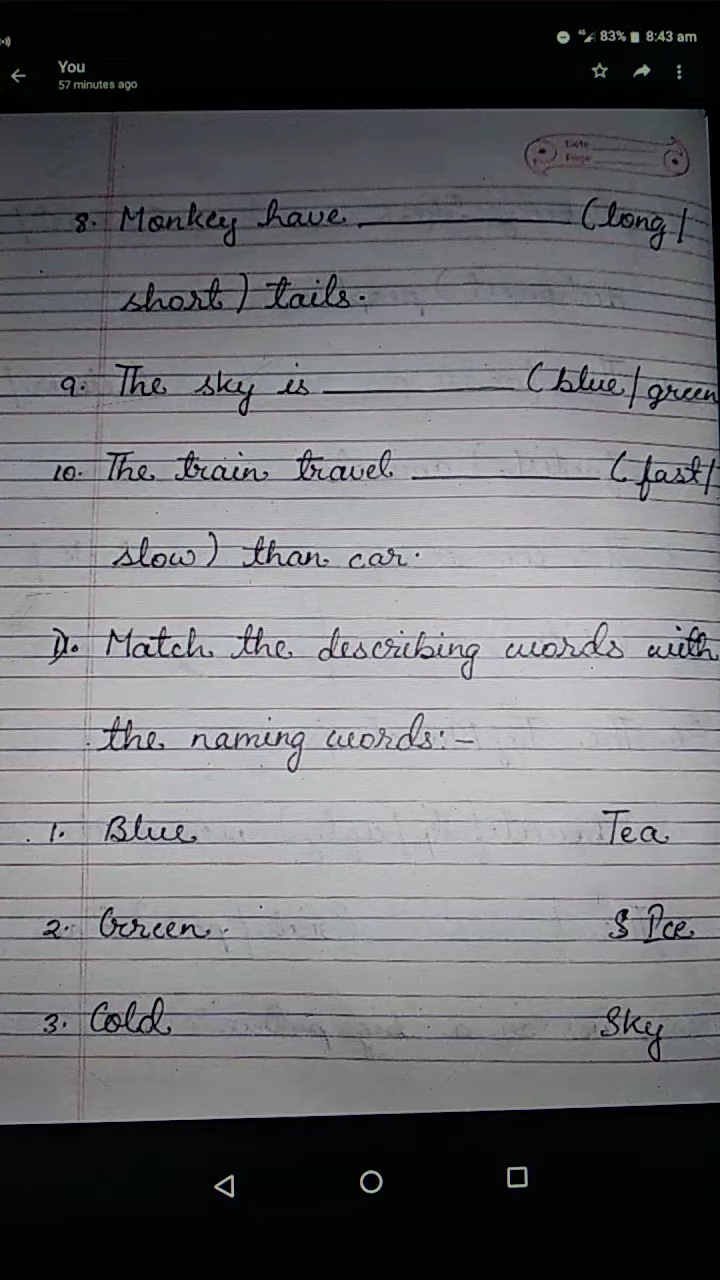 83% 8:43 am
You
57 minutes ago
Date
Page
8. Monkey have ____________ (long /
short) tails.
9. The sky is ____________ (blue/green
10. The train travel ____________ (fast/
slow) than car.
D. Match the describing words with
the naming words:-
1. Blue Tea
2. Green S Ice
3. Cold Sky